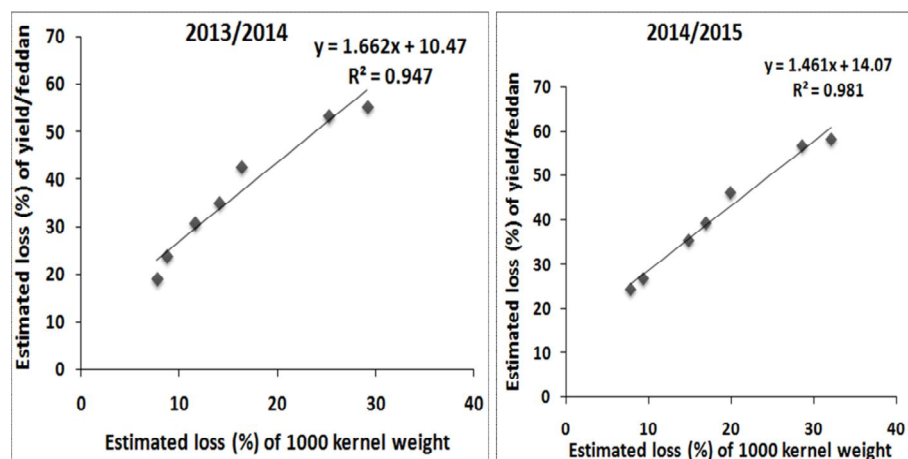 2013/2014
y = 1.662x + 10.47
R² = 0.947
Estimated loss (%) of yield/feddan
70
60
50
40
30
20
10
0
0 10 20 30 40
Estimated loss (%) of 1000 kernel weight
2014/2015
y = 1.461x + 14.07
R² = 0.981
Estimated loss (%) of yield/feddan
70
60
50
40
30
20
10
0
0 10 20 30 40
Estimated loss (%) of 1000 kernel weight